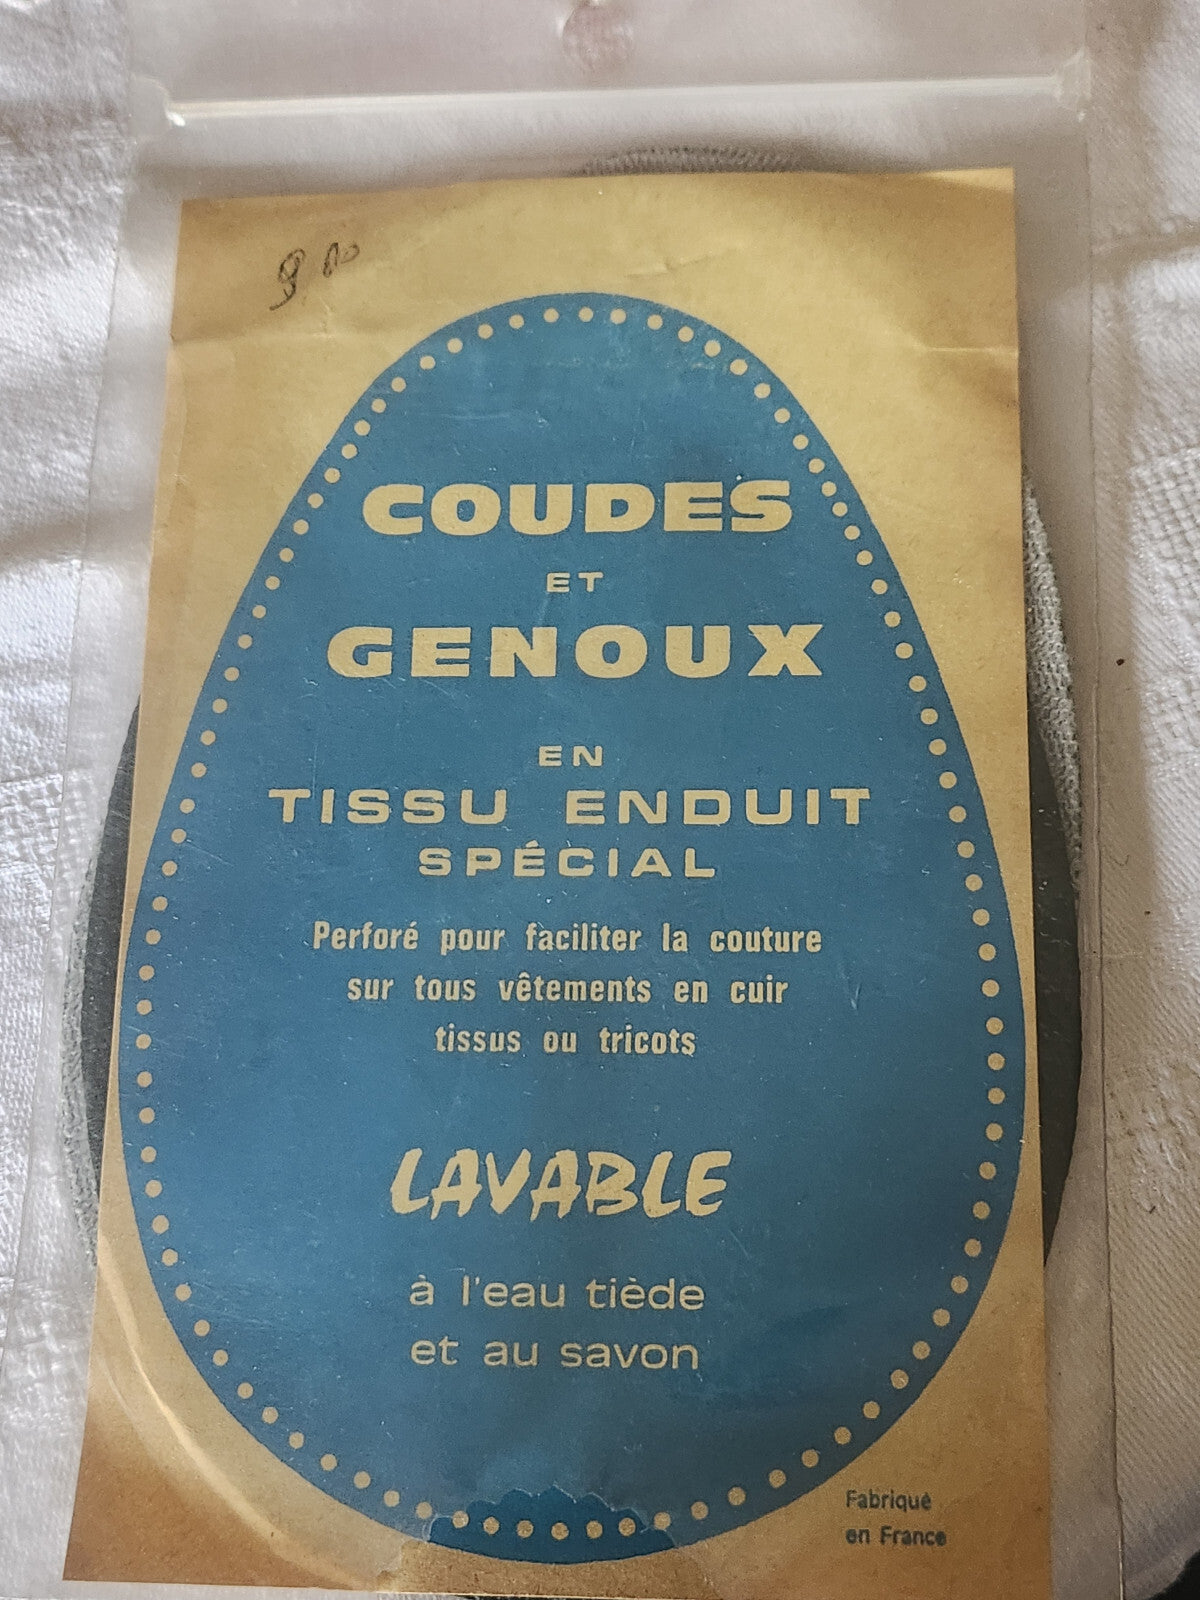 COUDES
ET
GENOUX
EN
TISSU ENDUIT
SPÉCIAL
Perforé pour faciliter la couture
sur tous vêtements en cuir
tissus ou tricots
LAVABLE
à l'eau tiède
et au savon
Fabriqué
en France